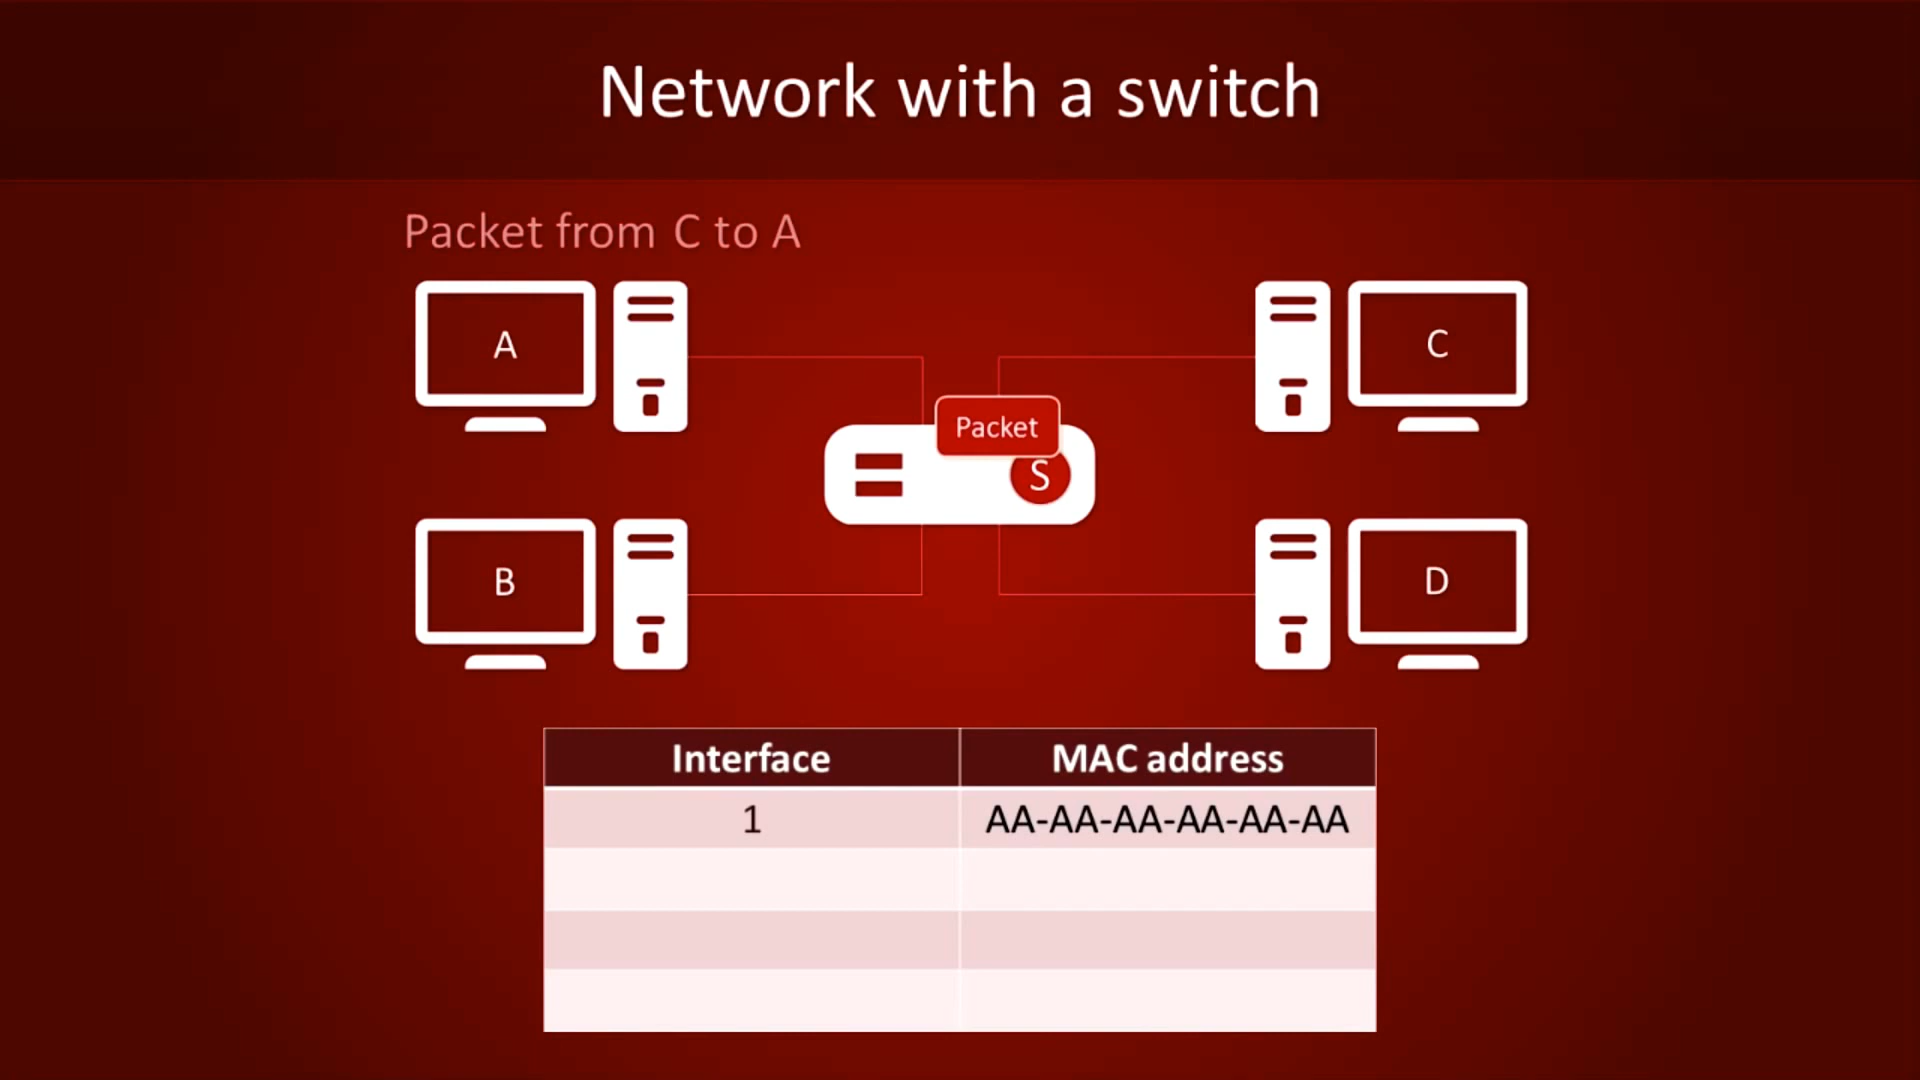 Network with a switch
Packet from C to A
A
C
Packet
S
B
D
Interface MAC address
1 AA-AA-AA-AA-AA-AA